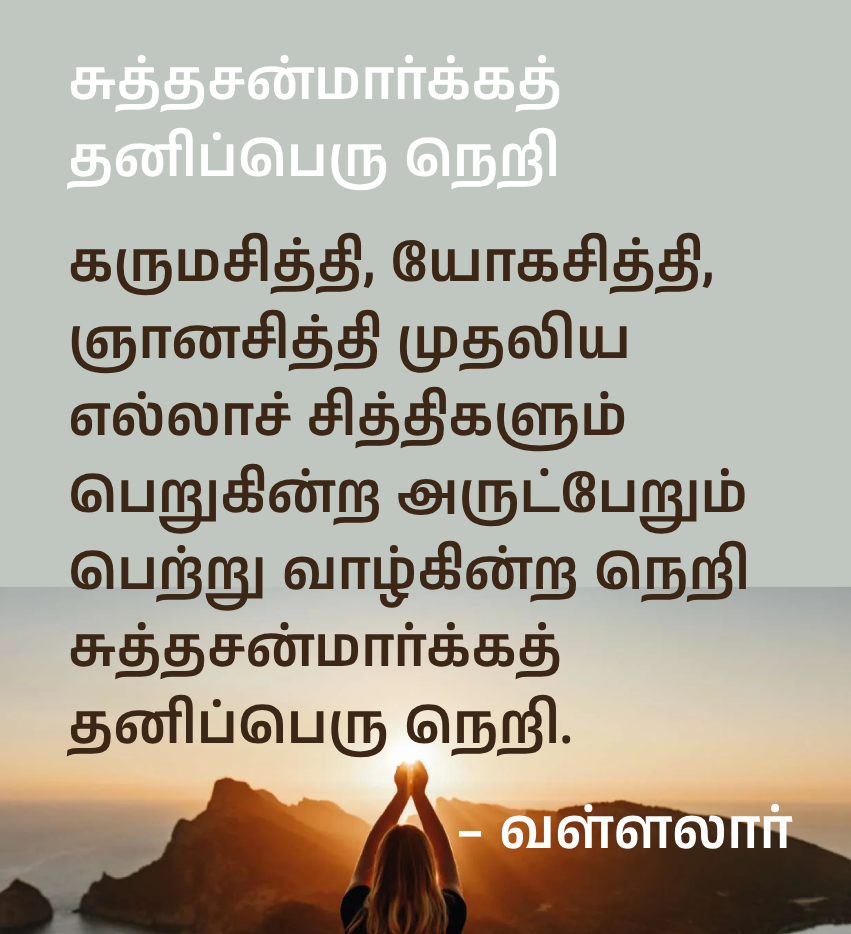 சுத்தசன்மார்க்கத்
தனிப்பெரு நெறி
கருமசித்தி, யோகசித்தி,
ஞானசித்தி முதலிய
எல்லாச் சித்திகளும்
பெறுகின்ற அருட்பேறும்
பெற்று வாழ்கின்ற நெறி
சுத்தசன்மார்க்கத்
தனிப்பெரு நெறி.
– வள்ளலார்